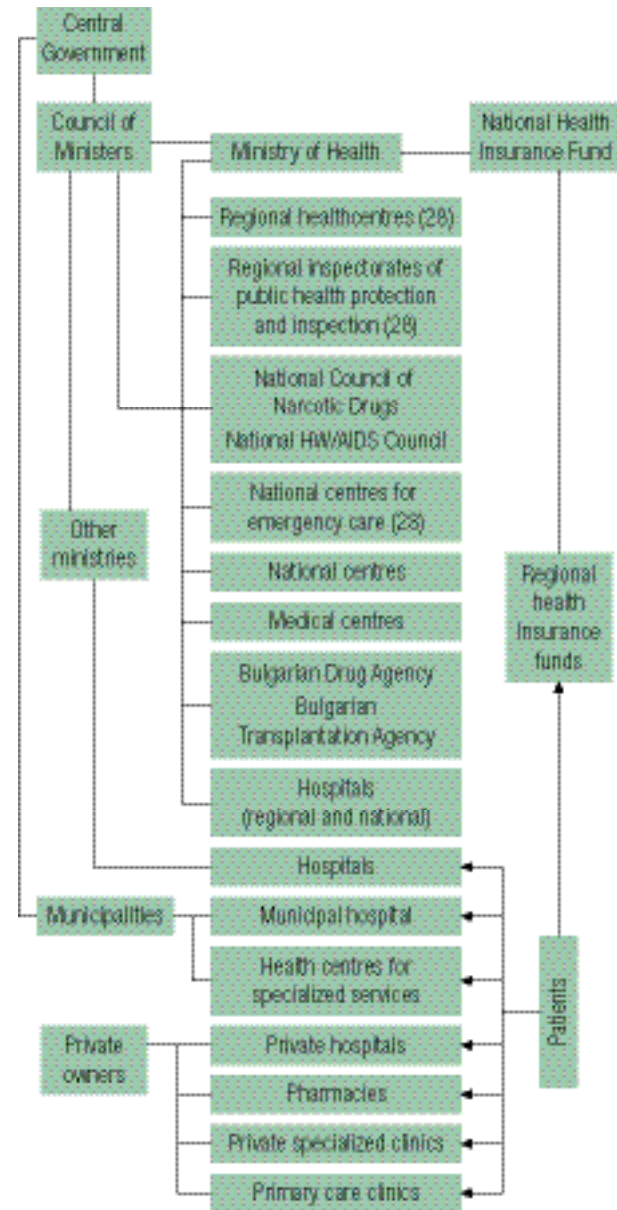 Central
Government
Council of
Ministers
Ministry of Health
National Health
Insurance Fund
Regional healthcentres (28)
Regional inspectorates of
public health protection
and inspection (28)
National Council of
Narcotic Drugs
National HW/AIDS Council
National centres for
emergency care (28)
Other
ministries
National centres
Regional
health
Insurance
funds
Medical centres
Bulgarian Drug Agency
Bulgarian
Transplantation Agency
Hospitals
(regional and national)
Hospitals
Municipalities
Municipal hospital
Health centres for
specialized services
Patients
Private
owners
Private hospitals
Pharmacies
Private specialized clinics
Primary care clinics